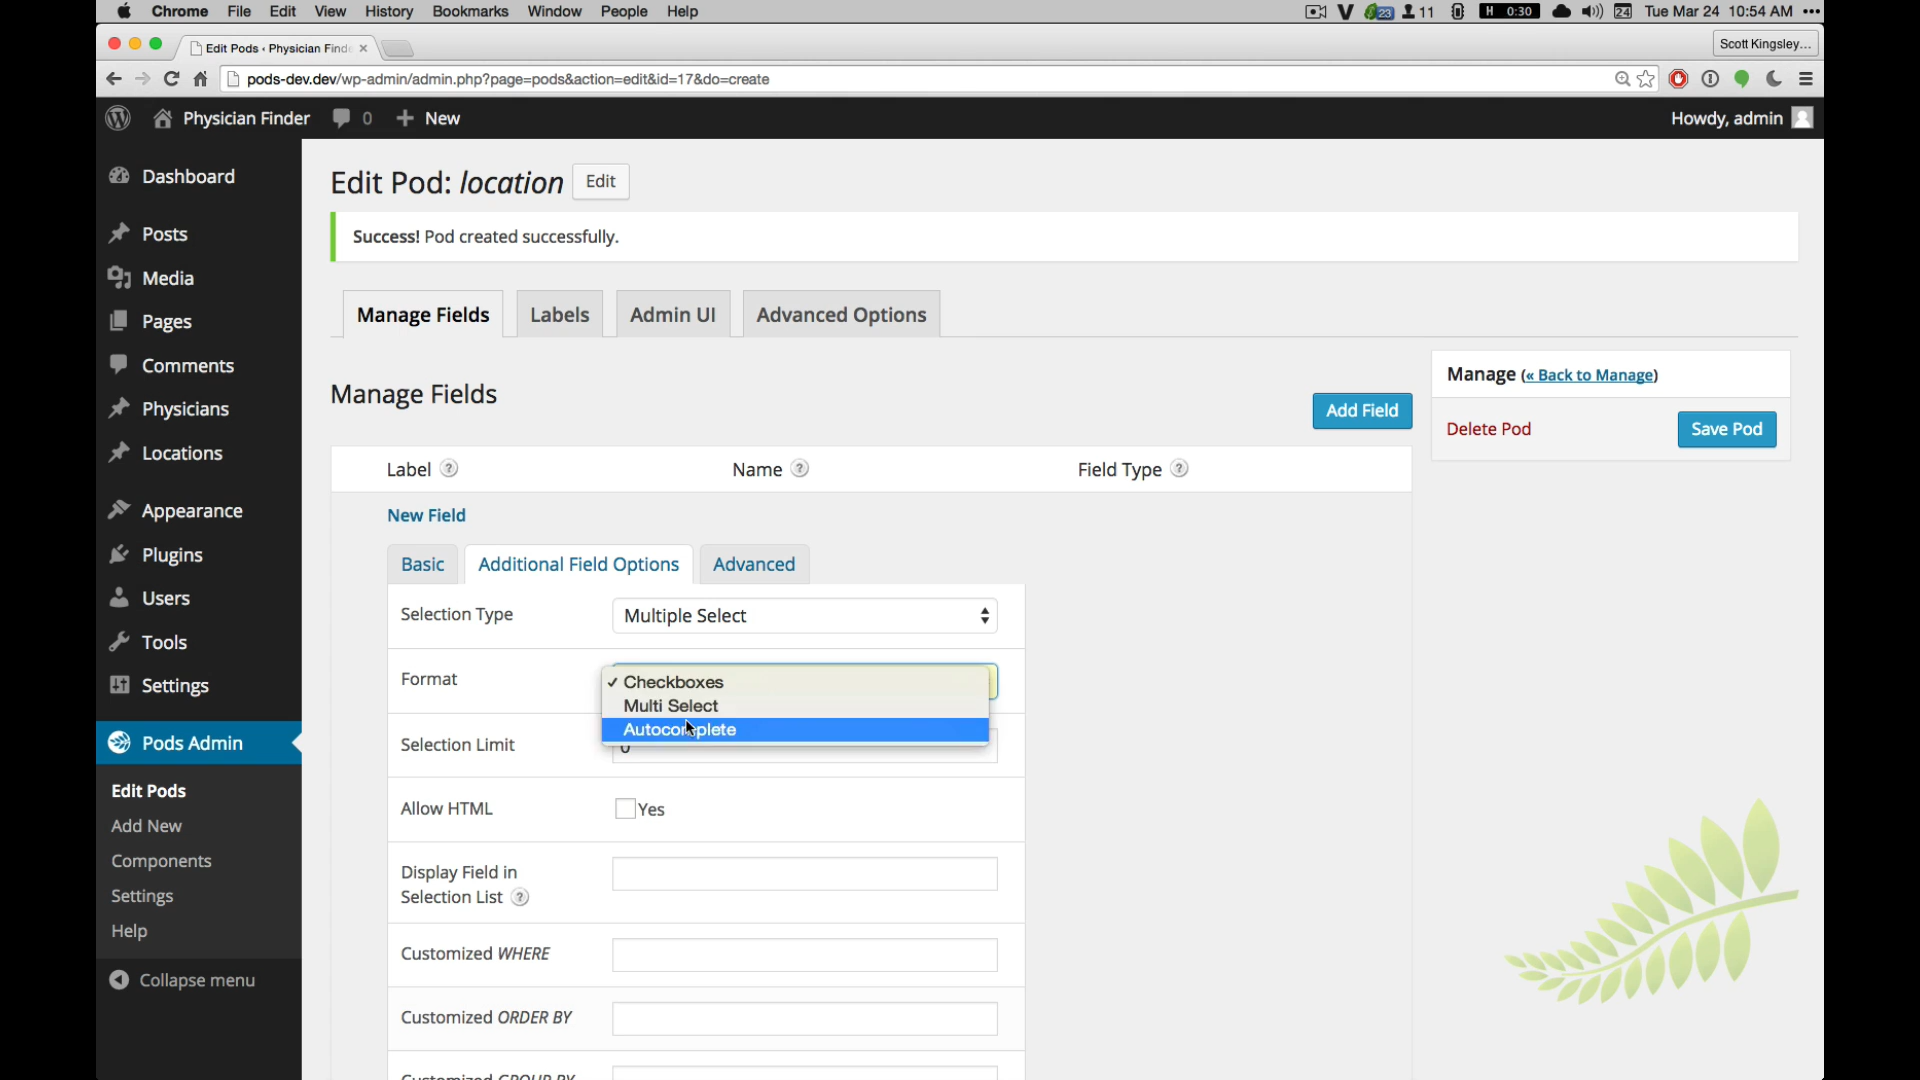 Chrome File Edit View History Bookmarks Window People Help
23 11 H 0:30 24 Tue Mar 24 10:54 AM
Edit Pods ‹ Physician Finde
Scott Kingsley...
pods-dev.dev/wp-admin/admin.php?page=pods&action=edit&id=17&do=create
Physician Finder 0 + New
Howdy, admin
Dashboard
Posts
Media
Pages
Comments
Physicians
Locations
Appearance
Plugins
Users
Tools
Settings
Pods Admin
Edit Pods
Add New
Components
Settings
Help
Collapse menu
Edit Pod: location Edit
Success! Pod created successfully.
Manage Fields Labels Admin UI Advanced Options
Manage Fields
Add Field
Manage (« Back to Manage)
Delete Pod Save Pod
Label ? Name ? Field Type ?
New Field
Basic Additional Field Options Advanced
Selection Type Multiple Select
Format
✓ Checkboxes
Multi Select
Autocomplete
Selection Limit 0
Allow HTML Yes
Display Field in
Selection List ?
Customized WHERE
Customized ORDER BY
Customized GROUP BY